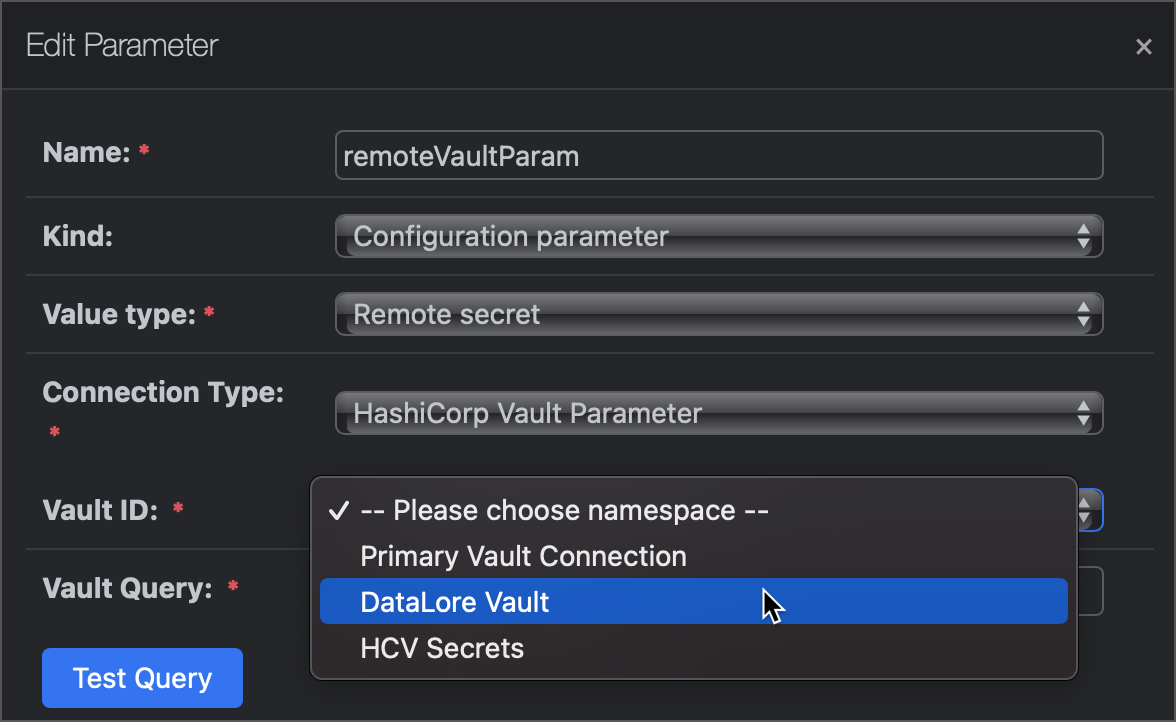 Edit Parameter ×
Name: * remoteVaultParam
Kind: Configuration parameter
Value type: * Remote secret
Connection Type: * HashiCorp Vault Parameter
Vault ID: *
✓ -- Please choose namespace --
Primary Vault Connection
DataLore Vault
HCV Secrets
Vault Query: *
Test Query